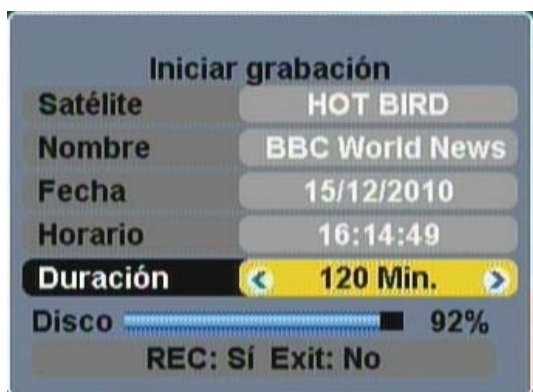 Iniciar grabación
Satélite HOT BIRD
Nombre BBC World News
Fecha 15/12/2010
Horario 16:14:49
Duración 120 Min.
Disco 92%
REC: Sí Exit: No